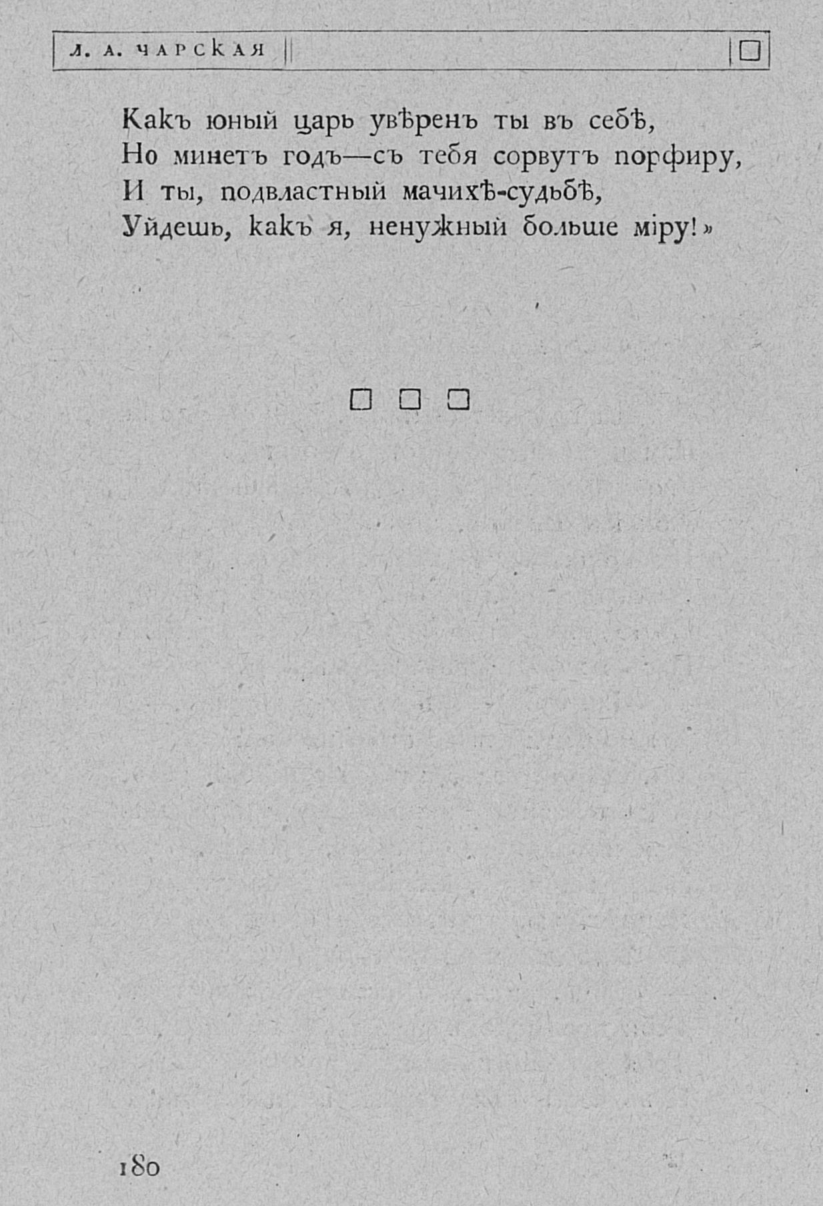 Л. А. ЧАРСКАЯ
Какъ юный царь увѣренъ ты въ себѣ,
Но минетъ годъ—съ тебя сорвутъ порфиру,
И ты, подвластный мачихѣ-судьбѣ,
Уйдешь, какъ я, ненужный больше міру!»
180